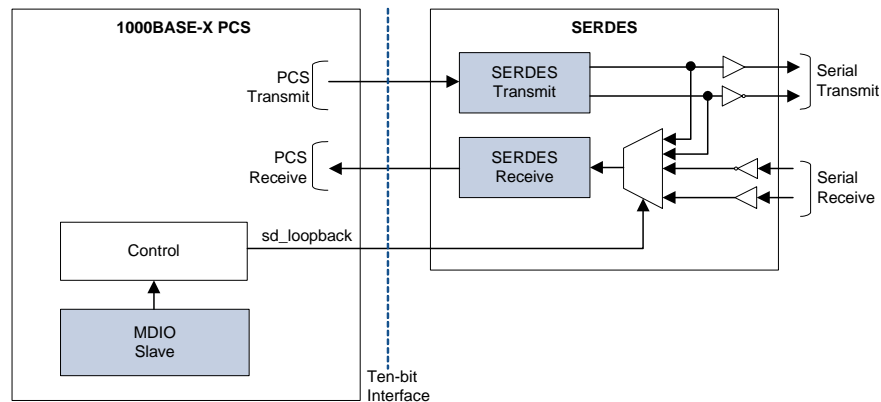 1000BASE-X PCS
SERDES
PCS
Transmit
SERDES
Transmit
Serial
Transmit
PCS
Receive
SERDES
Receive
Serial
Receive
sd_loopback
Control
MDIO
Slave
Ten-bit
Interface